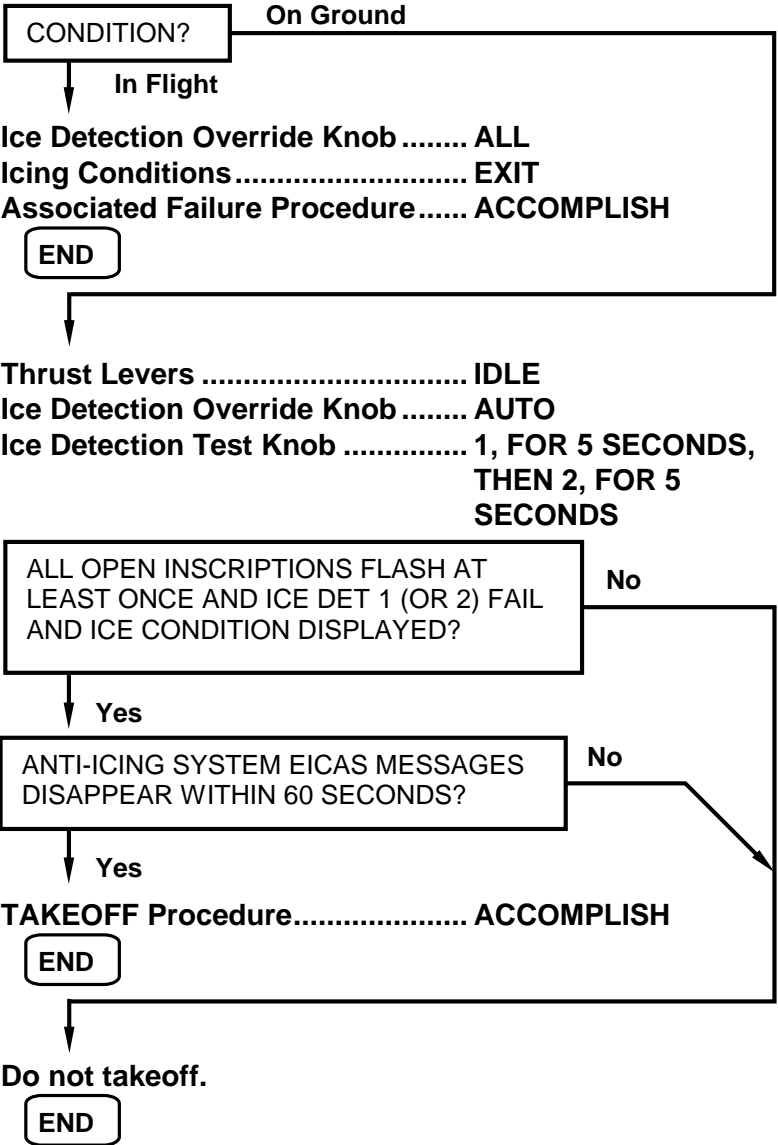 On Ground
CONDITION?
In Flight
Ice Detection Override Knob ........ ALL
Icing Conditions............................ EXIT
Associated Failure Procedure...... ACCOMPLISH
END
Thrust Levers ................................ IDLE
Ice Detection Override Knob ........ AUTO
Ice Detection Test Knob ............... 1, FOR 5 SECONDS,
THEN 2, FOR 5
SECONDS
ALL OPEN INSCRIPTIONS FLASH AT
LEAST ONCE AND ICE DET 1 (OR 2) FAIL
AND ICE CONDITION DISPLAYED?
No
Yes
ANTI-ICING SYSTEM EICAS MESSAGES
DISAPPEAR WITHIN 60 SECONDS?
No
Yes
TAKEOFF Procedure..................... ACCOMPLISH
END
Do not takeoff.
END